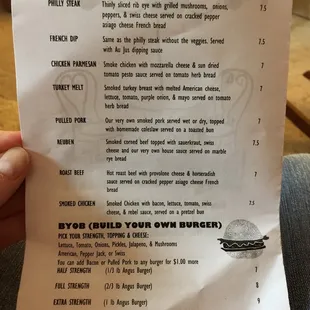 PHILLY STEAK Thinly sliced rib eye with grilled mushrooms, onions, 7.5
peppers, & swiss cheese served on cracked pepper
asiago cheese French bread
FRENCH DIP Same as the philly steak without the veggies. Served 7.5
with Au Jus dipping sauce
CHICKEN PARMESAN Smoke chicken with mozzarella cheese & sun dried 7
tomato pesto sauce served on tomato herb bread
TURKEY MELT Smoked turkey breast with melted American cheese, 7
lettuce, tomato, purple onion, & mayo served on tomato
herb bread
PULLED PORK Our very own smoked pork served wet or dry, topped 7
with homemade coleslaw served on a toasted bun
REUBEN Smoked corned beef topped with sauerkraut, swiss 7.5
cheese and our very own house sauce served on marble
rye bread
ROAST BEEF Hot roast beef with provolone cheese & horseradish 7
sauce served on cracked pepper asiago cheese French
Bread
SMOKED CHICKEN Smoked Chicken with bacon, lettuce, tomato, swiss 7.5
cheese, & rebel sauce, served on a pretzel bun
BYOB (BUILD YOUR OWN BURGER)
PICK YOUR STRENGTH, TOPPING & CHEESE:
Lettuce, Tomato, Onions, Pickles, Jalapeno, & Mushrooms
American, Pepper Jack, or Swiss
You can add Bacon or Pulled Pork to any burger for $1.00 more
HALF STRENGTH (1/3 lb Angus Burger) 7
FULL STRENGTH (2/3 lb Angus Burger) 8
EXTRA STRENGTH (1 lb Angus Burger) 9